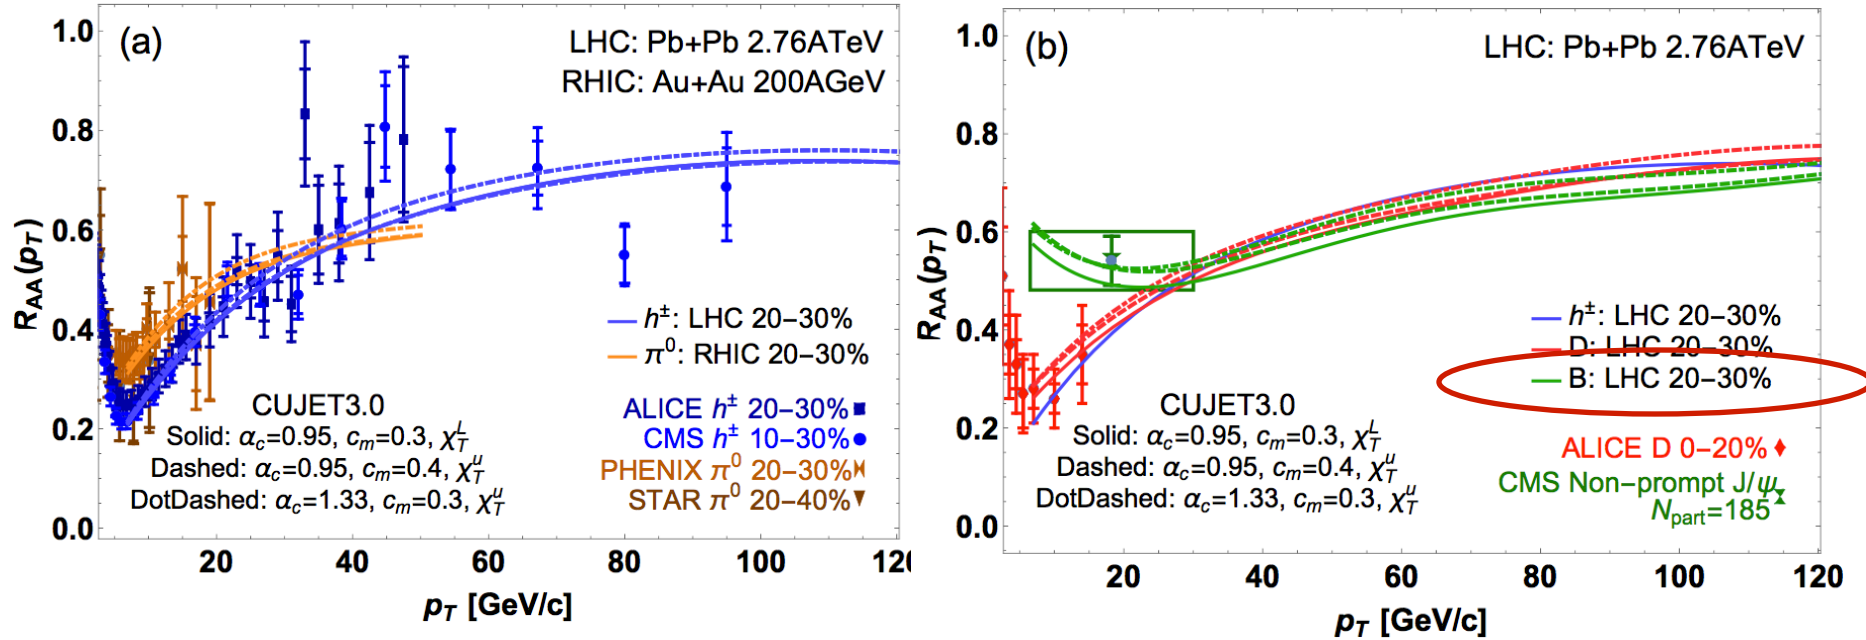 (a)
LHC: Pb+Pb 2.76ATeV
RHIC: Au+Au 200AGeV
1.0
0.8
0.6
0.4
0.2
0.0
R_AA(p_T)
h^±: LHC 20–30%
π^0: RHIC 20–30%
CUJET3.0
Solid: α_c=0.95, c_m=0.3, χ_T^L
Dashed: α_c=0.95, c_m=0.4, χ_T^u
DotDashed: α_c=1.33, c_m=0.3, χ_T^u
ALICE h^± 20–30%
CMS h^± 10–30%
PHENIX π^0 20–30%
STAR π^0 20–40%
20 40 60 80 100 120
p_T [GeV/c]
(b)
LHC: Pb+Pb 2.76ATeV
1.0
0.8
0.6
0.4
0.2
0.0
R_AA(p_T)
h^±: LHC 20–30%
D: LHC 20–30%
B: LHC 20–30%
CUJET3.0
Solid: α_c=0.95, c_m=0.3, χ_T^L
Dashed: α_c=0.95, c_m=0.4, χ_T^u
DotDashed: α_c=1.33, c_m=0.3, χ_T^u
ALICE D 0–20%
CMS Non–prompt J/ψ
N_part=185
20 40 60 80 100 120
p_T [GeV/c]